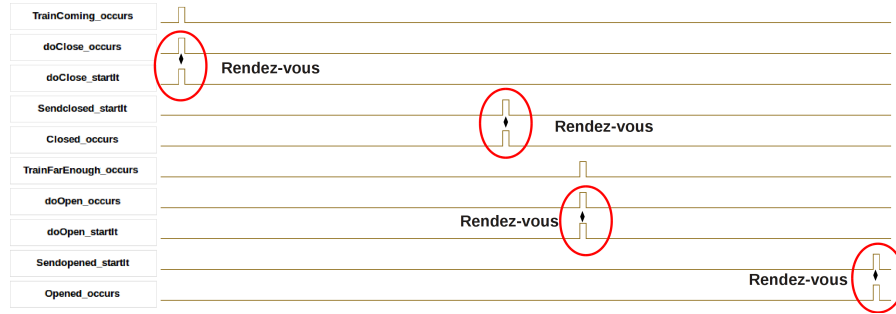 TrainComing_occurs
doClose_occurs
Rendez-vous
doClose_startIt
Sendclosed_startIt
Rendez-vous
Closed_occurs
TrainFarEnough_occurs
doOpen_occurs
Rendez-vous
doOpen_startIt
Sendopened_startIt
Rendez-vous
Opened_occurs